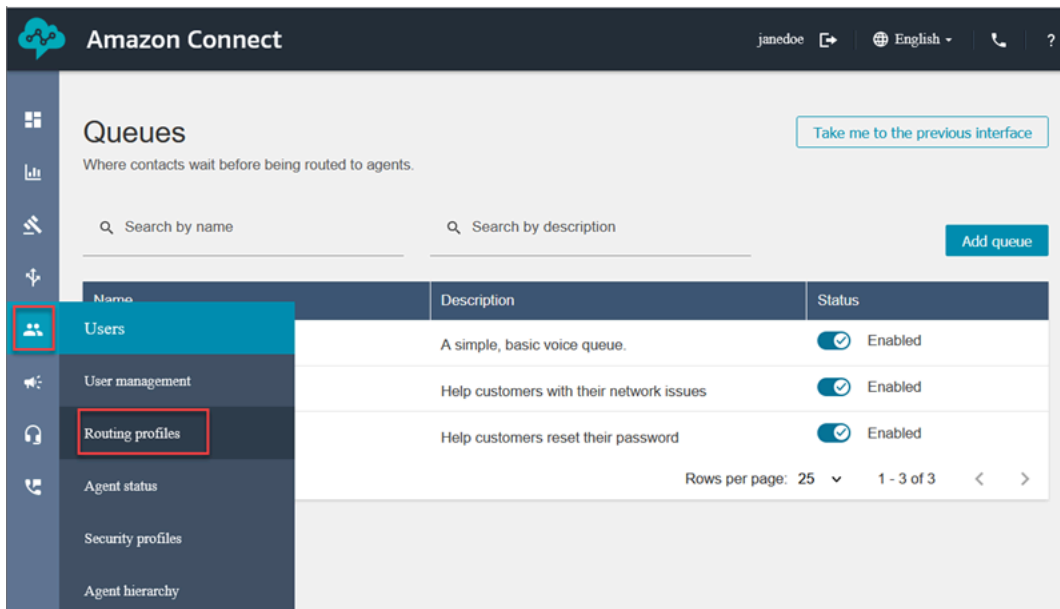 Amazon Connect
janedoe English ?
Queues
Take me to the previous interface
Where contacts wait before being routed to agents.
Search by name Search by description
Add queue
Name Description Status
Users
A simple, basic voice queue. Enabled
User management
Help customers with their network issues Enabled
Routing profiles
Help customers reset their password Enabled
Agent status
Rows per page: 25 1 - 3 of 3
Security profiles
Agent hierarchy